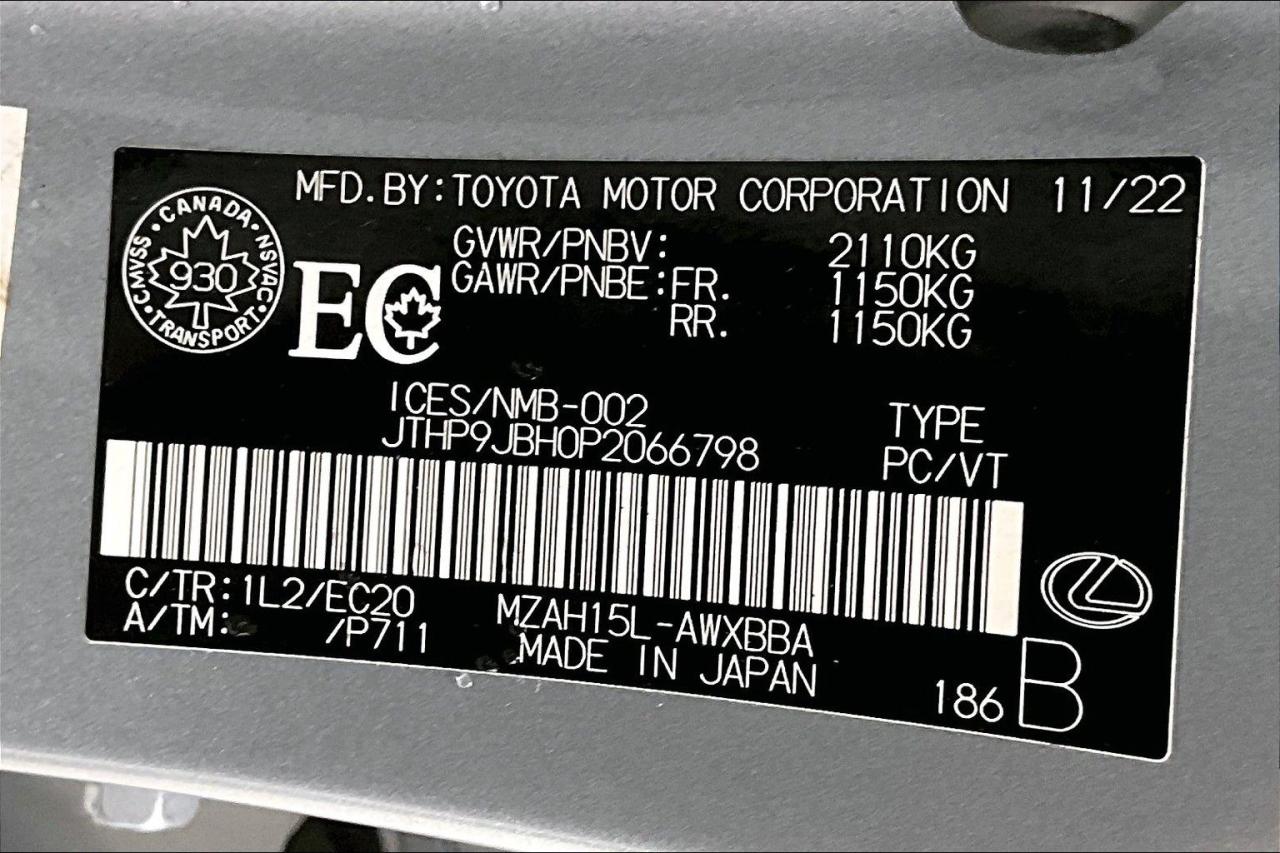 MFD.BY:TOYOTA MOTOR CORPORATION 11/22
CANADA
CMVSS
NSVAC
930
TRANSPORT
EC
GVWR/PNBV: 2110KG
GAWR/PNBE:FR. 1150KG
RR. 1150KG
ICES/NMB-002
JTHP9JBH0P2066798
TYPE
PC/VT
C/TR:1L2/EC20
A/TM: /P711
MZAH15L-AWXBBA
MADE IN JAPAN
186 B